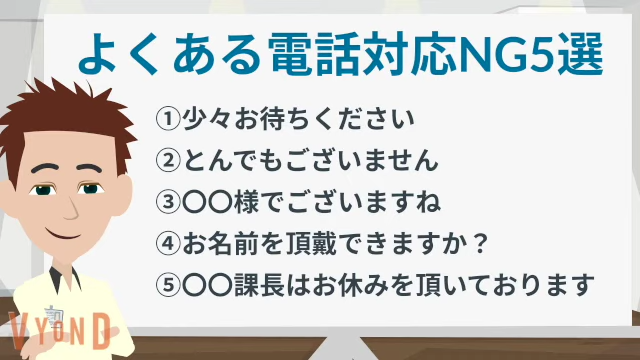 よくある電話対応NG5選
①少々お待ちください
②とんでもございません
③〇〇様でございますね
④お名前を頂戴できますか？
⑤〇〇課長はお休みを頂いております
VYOND